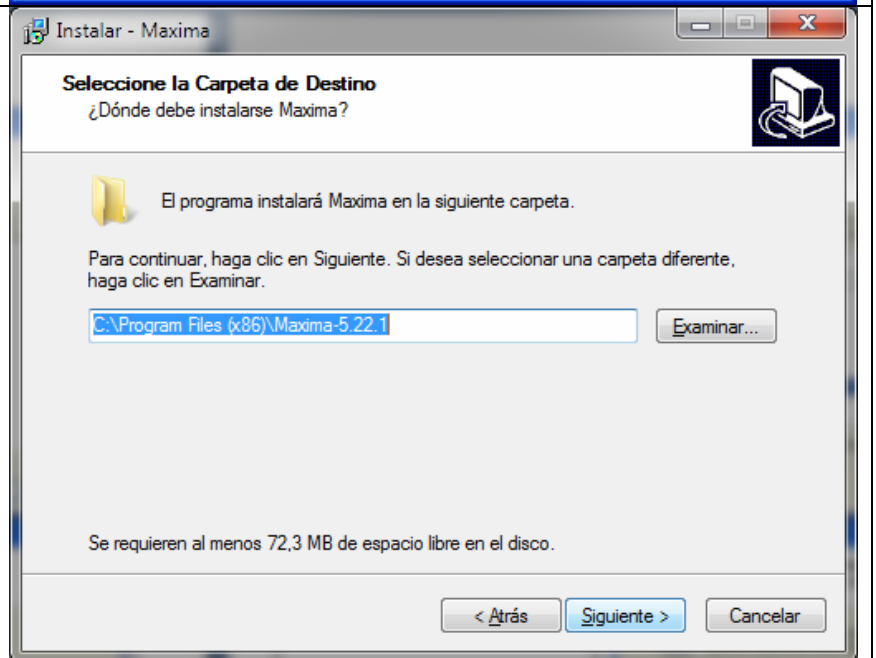 Instalar - Maxima
Seleccione la Carpeta de Destino
¿Dónde debe instalarse Maxima?
El programa instalará Maxima en la siguiente carpeta.
Para continuar, haga clic en Siguiente. Si desea seleccionar una carpeta diferente,
haga clic en Examinar.
C:\Program Files (x86)\Maxima-5.22.1
Examinar...
Se requieren al menos 72,3 MB de espacio libre en el disco.
< Atrás
Siguiente >
Cancelar